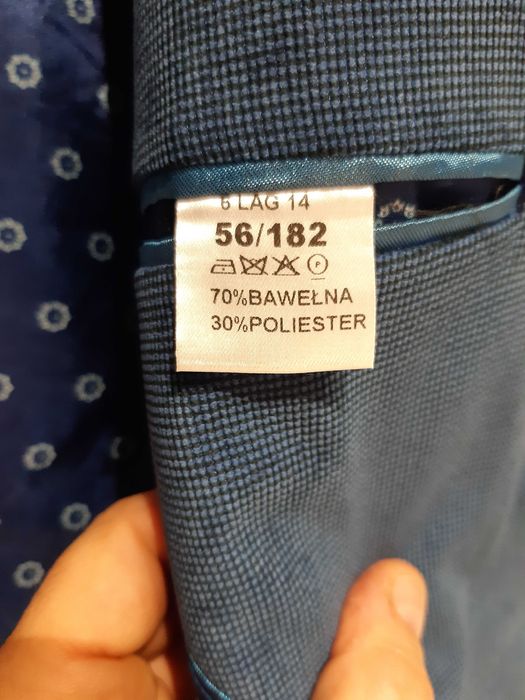 6 LAG 14
56/182
P
70%BAWEŁNA
30%POLIESTER